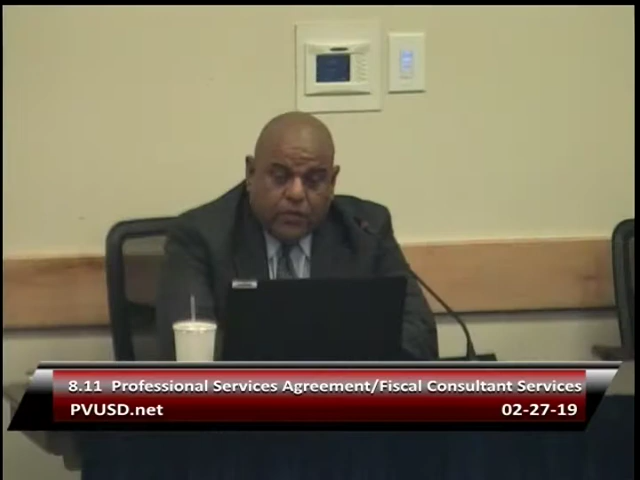 8.11 Professional Services Agreement/Fiscal Consultant Services
PVUSD.net 02-27-19